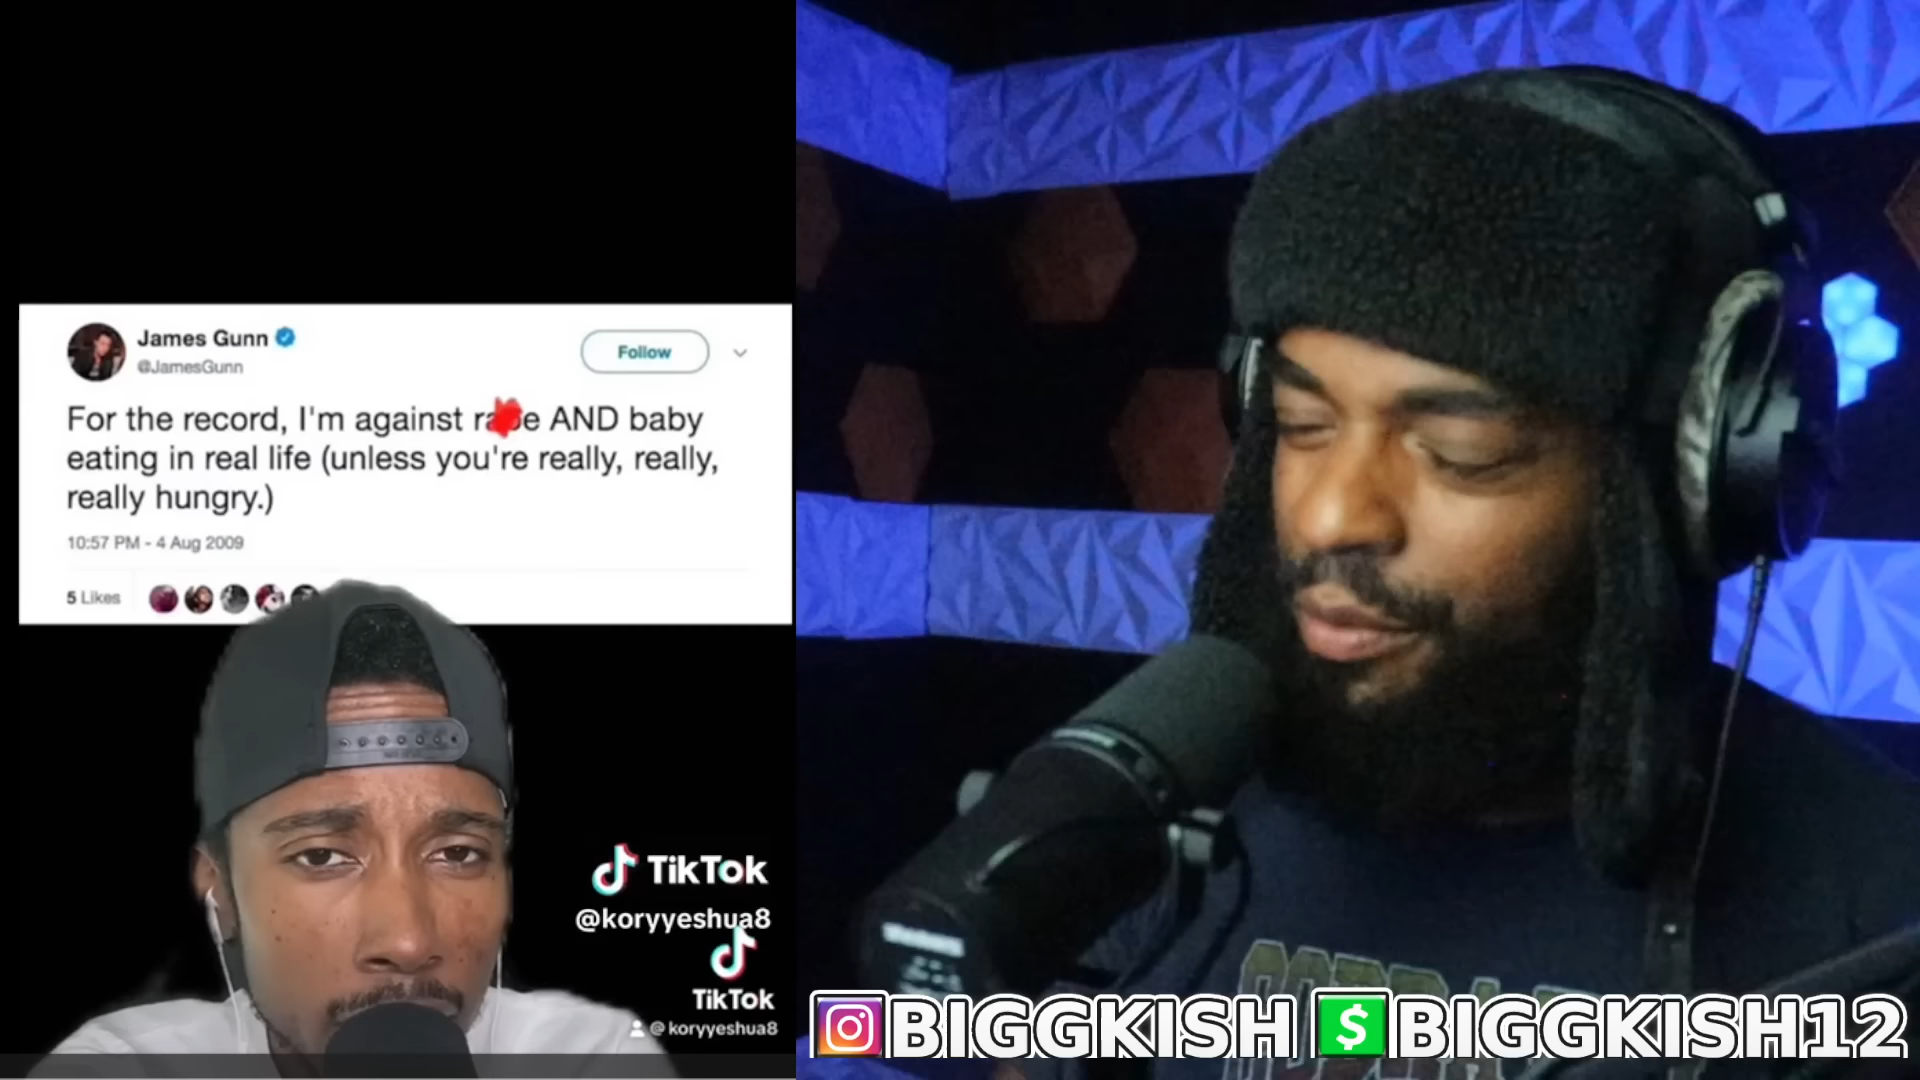 James Gunn
@JamesGunn
Follow
For the record, I'm against ra e AND baby
eating in real life (unless you're really, really,
really hungry.)
10:57 PM - 4 Aug 2009
5 Likes
TikTok
@koryyeshua8
TikTok
@koryyeshua8
BIGGKISH $BIGGKISH12